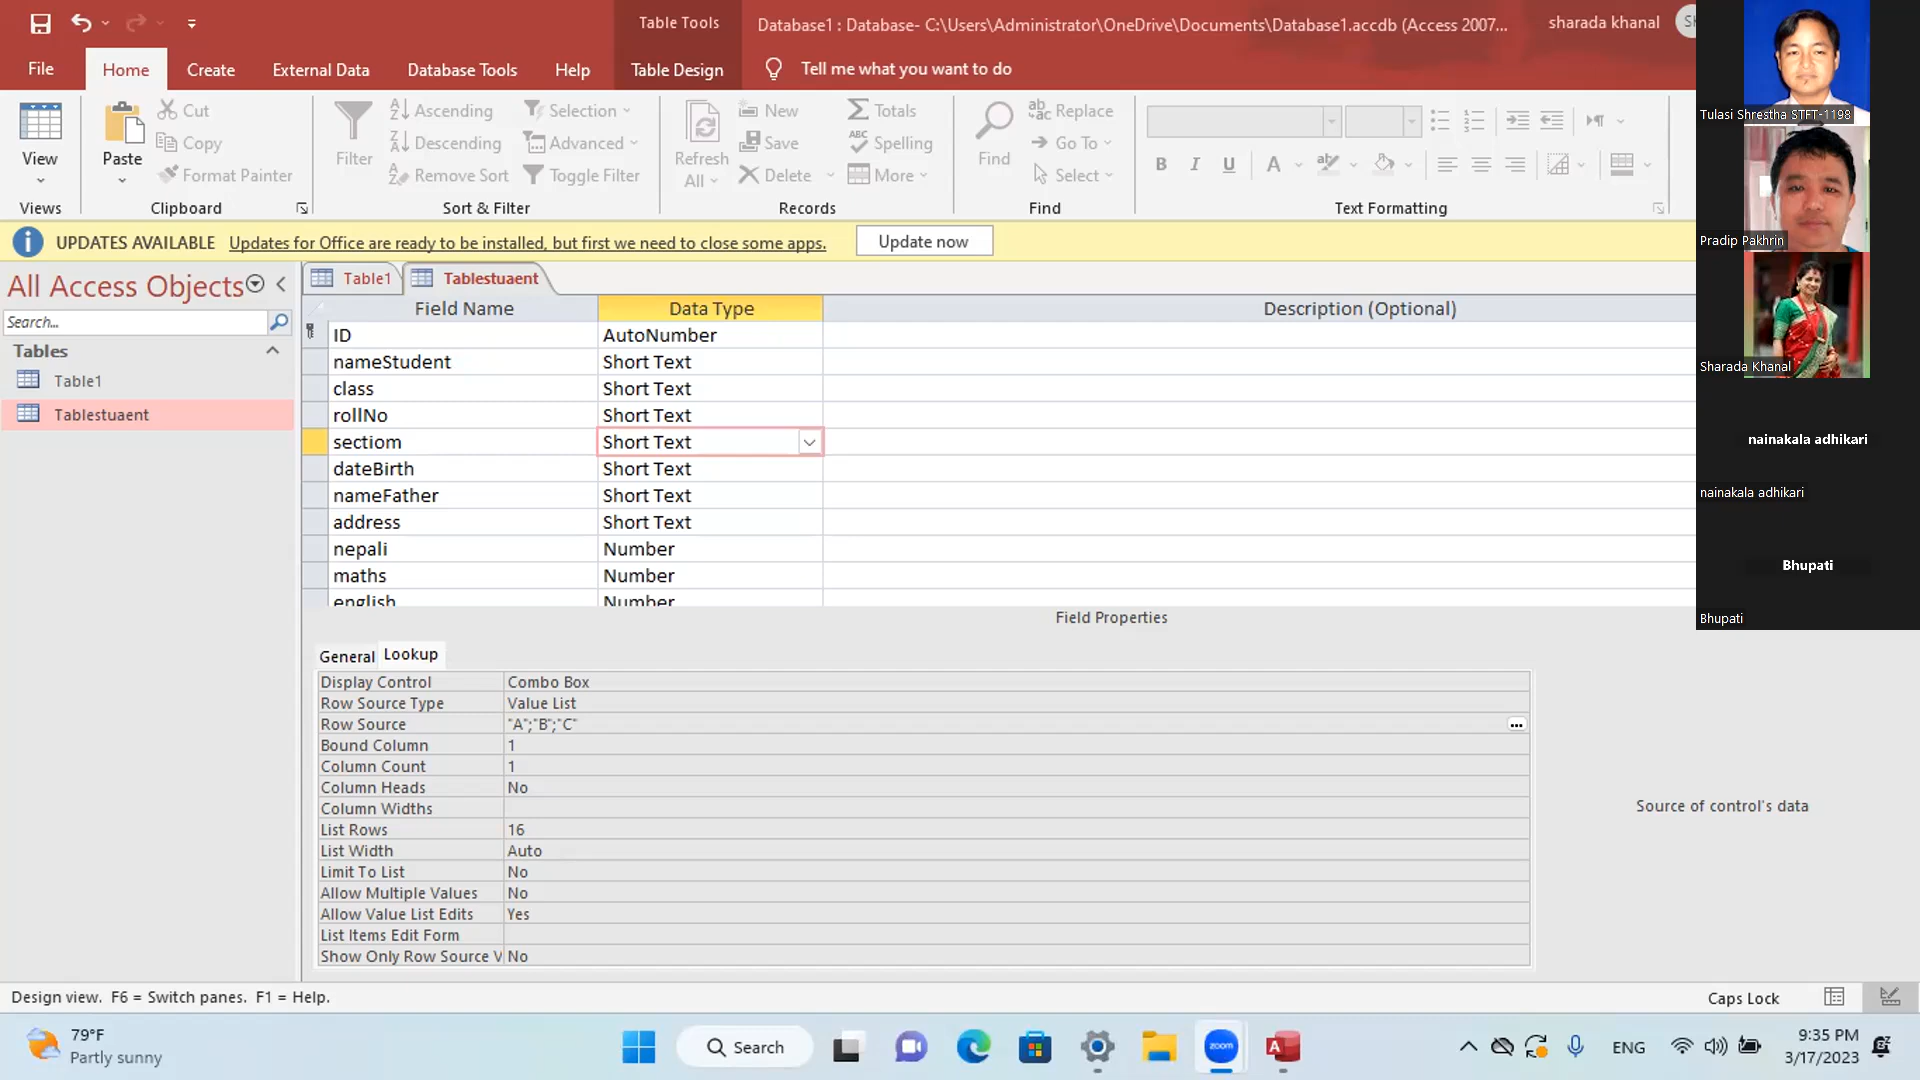 Table Tools
Database1 : Database- C:\Users\Administrator\OneDrive\Documents\Database1.accdb (Access 2007...
sharada khanal
File
Home
Create
External Data
Database Tools
Help
Table Design
Tell me what you want to do
View
Views
Paste
Cut
Copy
Format Painter
Clipboard
Filter
Ascending
Descending
Remove Sort
Selection
Advanced
Toggle Filter
Sort & Filter
Refresh
All
New
Save
Delete
Totals
Spelling
More
Records
Find
Replace
Go To
Select
Find
B I U A
Text Formatting
UPDATES AVAILABLE Updates for Office are ready to be installed, but first we need to close some apps. Update now
All Access Objects
Search...
Tables
Table1
Tablestuaent
Table1 Tablestuaent
Field Name Data Type Description (Optional)
ID AutoNumber
nameStudent Short Text
class Short Text
rollNo Short Text
sectiom Short Text
dateBirth Short Text
nameFather Short Text
address Short Text
nepali Number
maths Number
english Number
Field Properties
General Lookup
Display Control Combo Box
Row Source Type Value List
Row Source "A";"B";"C"
Bound Column 1
Column Count 1
Column Heads No
Column Widths
List Rows 16
List Width Auto
Limit To List No
Allow Multiple Values No
Allow Value List Edits Yes
List Items Edit Form
Show Only Row Source V No
Source of control's data
Tulasi Shrestha STFT-1198
Pradip Pakhrin
Sharada Khanal
nainakala adhikari
nainakala adhikari
Bhupati
Bhupati
Design view. F6 = Switch panes. F1 = Help.
Caps Lock
79°F
Partly sunny
Search
zoom
A
ENG
9:35 PM
3/17/2023